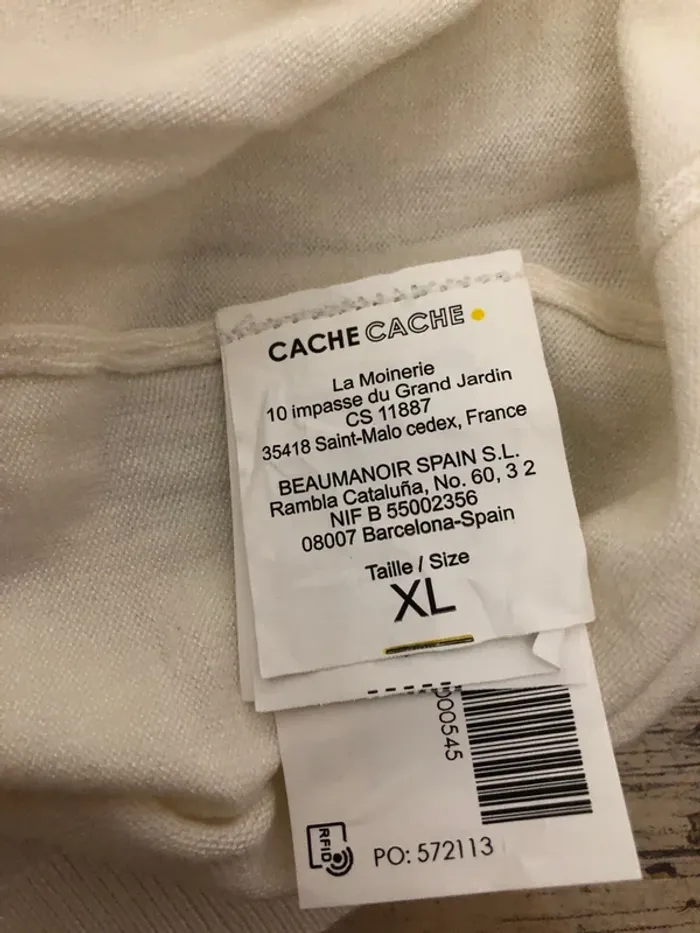 CACHE CACHE
La Moinerie
10 impasse du Grand Jardin
CS 11887
35418 Saint-Malo cedex, France
BEAUMANOIR SPAIN S.L.
Rambla Cataluña, No. 60, 3 2
NIF B 55002356
08007 Barcelona-Spain
Taille / Size
XL
00545
RFID
PO: 572113